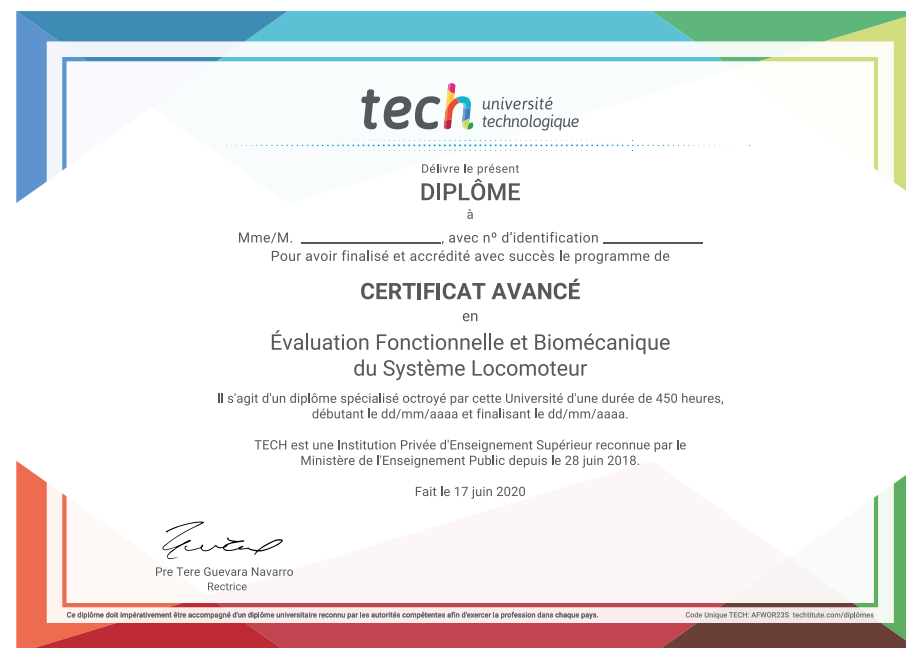 tech université
technologique
Délivre le présent
DIPLÔME
à
Mme/M. ____________________, avec nº d'identification ______________
Pour avoir finalisé et accrédité avec succès le programme de
CERTIFICAT AVANCÉ
en
Évaluation Fonctionnelle et Biomécanique
du Système Locomoteur
Il s'agit d'un diplôme spécialisé octroyé par cette Université d'une durée de 450 heures,
débutant le dd/mm/aaaa et finalisant le dd/mm/aaaa.
TECH est une Institution Privée d'Enseignement Supérieur reconnue par le
Ministère de l'Enseignement Public depuis le 28 juin 2018.
Fait le 17 juin 2020
Pre Tere Guevara Navarro
Rectrice
Ce diplôme doit impérativement être accompagné d'un diplôme universitaire reconnu par les autorités compétentes afin d'exercer la profession dans chaque pays.
Code Unique TECH: AFWOR23S techtitute.com/diplômes